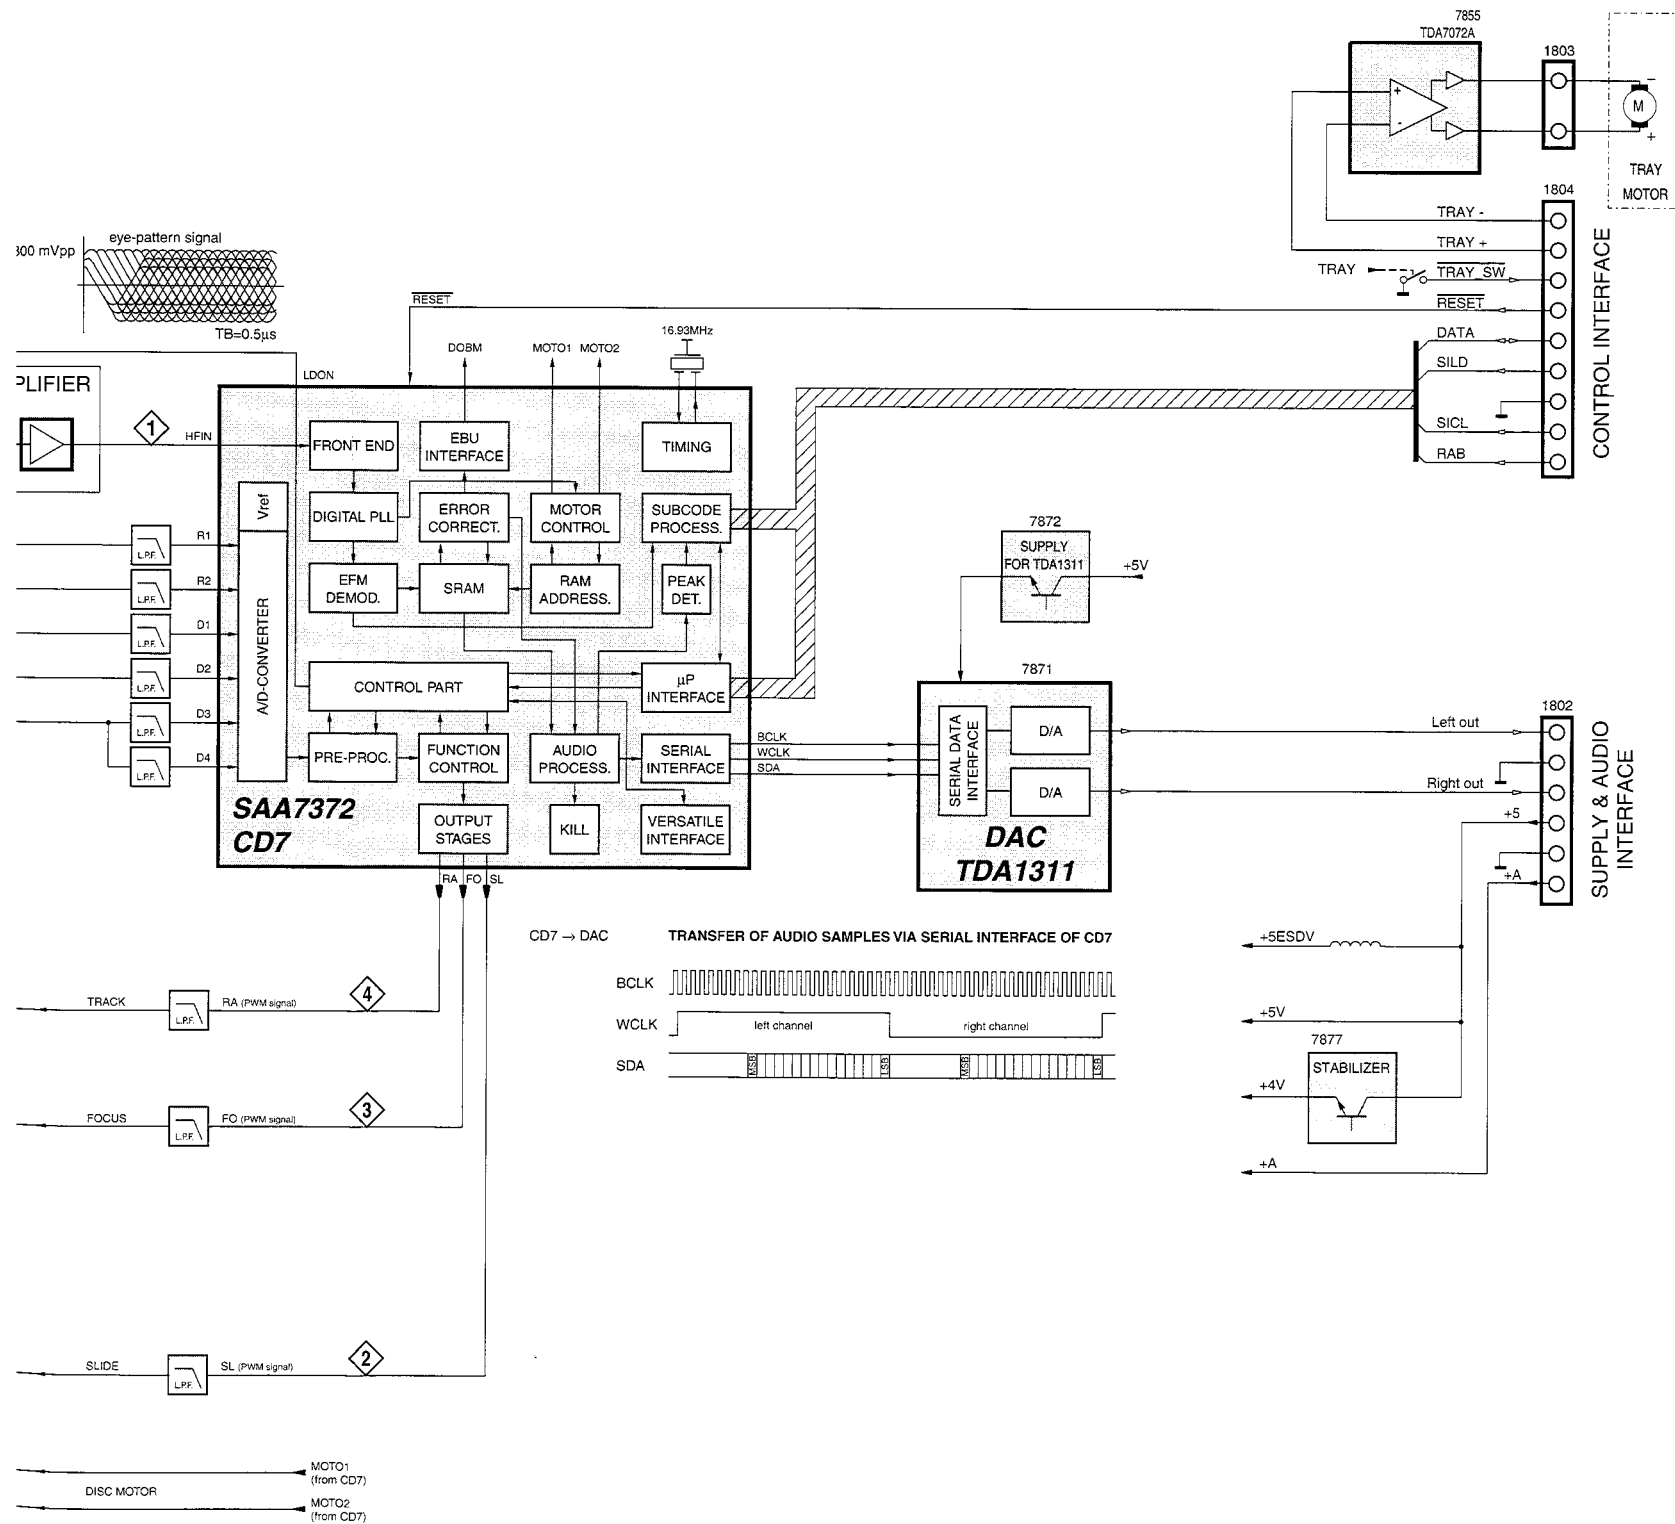 7855
TDA7072A
1803
+
-
M
−
+
TRAY
MOTOR
1804
TRAY -
TRAY +
TRAY
TRAY_SW
RESET
DATA
SILD
SICL
RAB
CONTROL INTERFACE
300 mVpp
eye-pattern signal
TB=0.5µs
RESET
16.93MHz
DOBM
MOTO1
MOTO2
LDON
PLIFIER
1
HFIN
FRONT END
EBU
INTERFACE
TIMING
Vref
DIGITAL PLL
ERROR
CORRECT.
MOTOR
CONTROL
SUBCODE
PROCESS.
EFM
DEMOD.
SRAM
RAM
ADDRESS.
PEAK
DET.
A/D-CONVERTER
L.P.F.
R1
L.P.F.
R2
L.P.F.
D1
L.P.F.
D2
L.P.F.
D3
L.P.F.
D4
CONTROL PART
µP
INTERFACE
PRE-PROC.
FUNCTION
CONTROL
AUDIO
PROCESS.
SERIAL
INTERFACE
OUTPUT
STAGES
KILL
VERSATILE
INTERFACE
SAA7372
CD7
RA
FO
SL
BCLK
WCLK
SDA
7872
SUPPLY
FOR TDA1311
+5V
7871
SERIAL DATA
INTERFACE
D/A
D/A
DAC
TDA1311
1802
Left out
Right out
+5
+A
SUPPLY & AUDIO
INTERFACE
CD7 → DAC
TRANSFER OF AUDIO SAMPLES VIA SERIAL INTERFACE OF CD7
BCLK
WCLK
left channel
right channel
SDA
MSB
LSB
MSB
LSB
+5ESDV
+5V
7877
STABILIZER
+4V
+A
TRACK
L.P.F.
RA (PWM signal)
4
FOCUS
L.P.F.
FO (PWM signal)
3
SLIDE
L.P.F.
SL (PWM signal)
2
MOTO1
(from CD7)
DISC MOTOR
MOTO2
(from CD7)